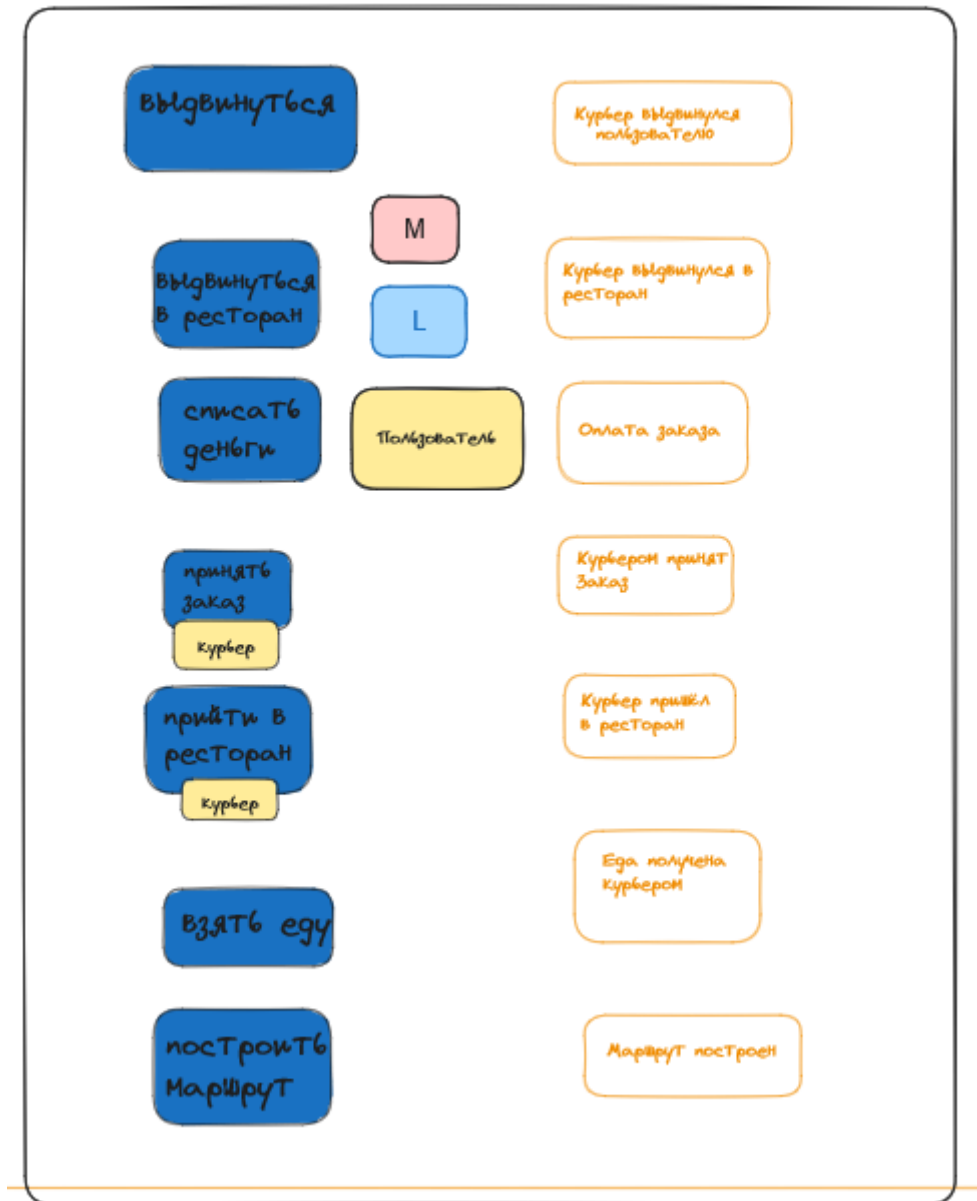 выдвинуться
Курьер выдвинулся
пользователю
M
выдвинуться
в ресторан
Курьер выдвинулся в
ресторан
L
списать
деньги
Пользователь
Оплата заказа
принять
заказ
Курьер
Курьером принят
Заказ
прийти в
ресторан
Курьер
Курьер пришёл
в ресторан
взять еду
Еда получена
курьером
построить
маршрут
Маршрут построен